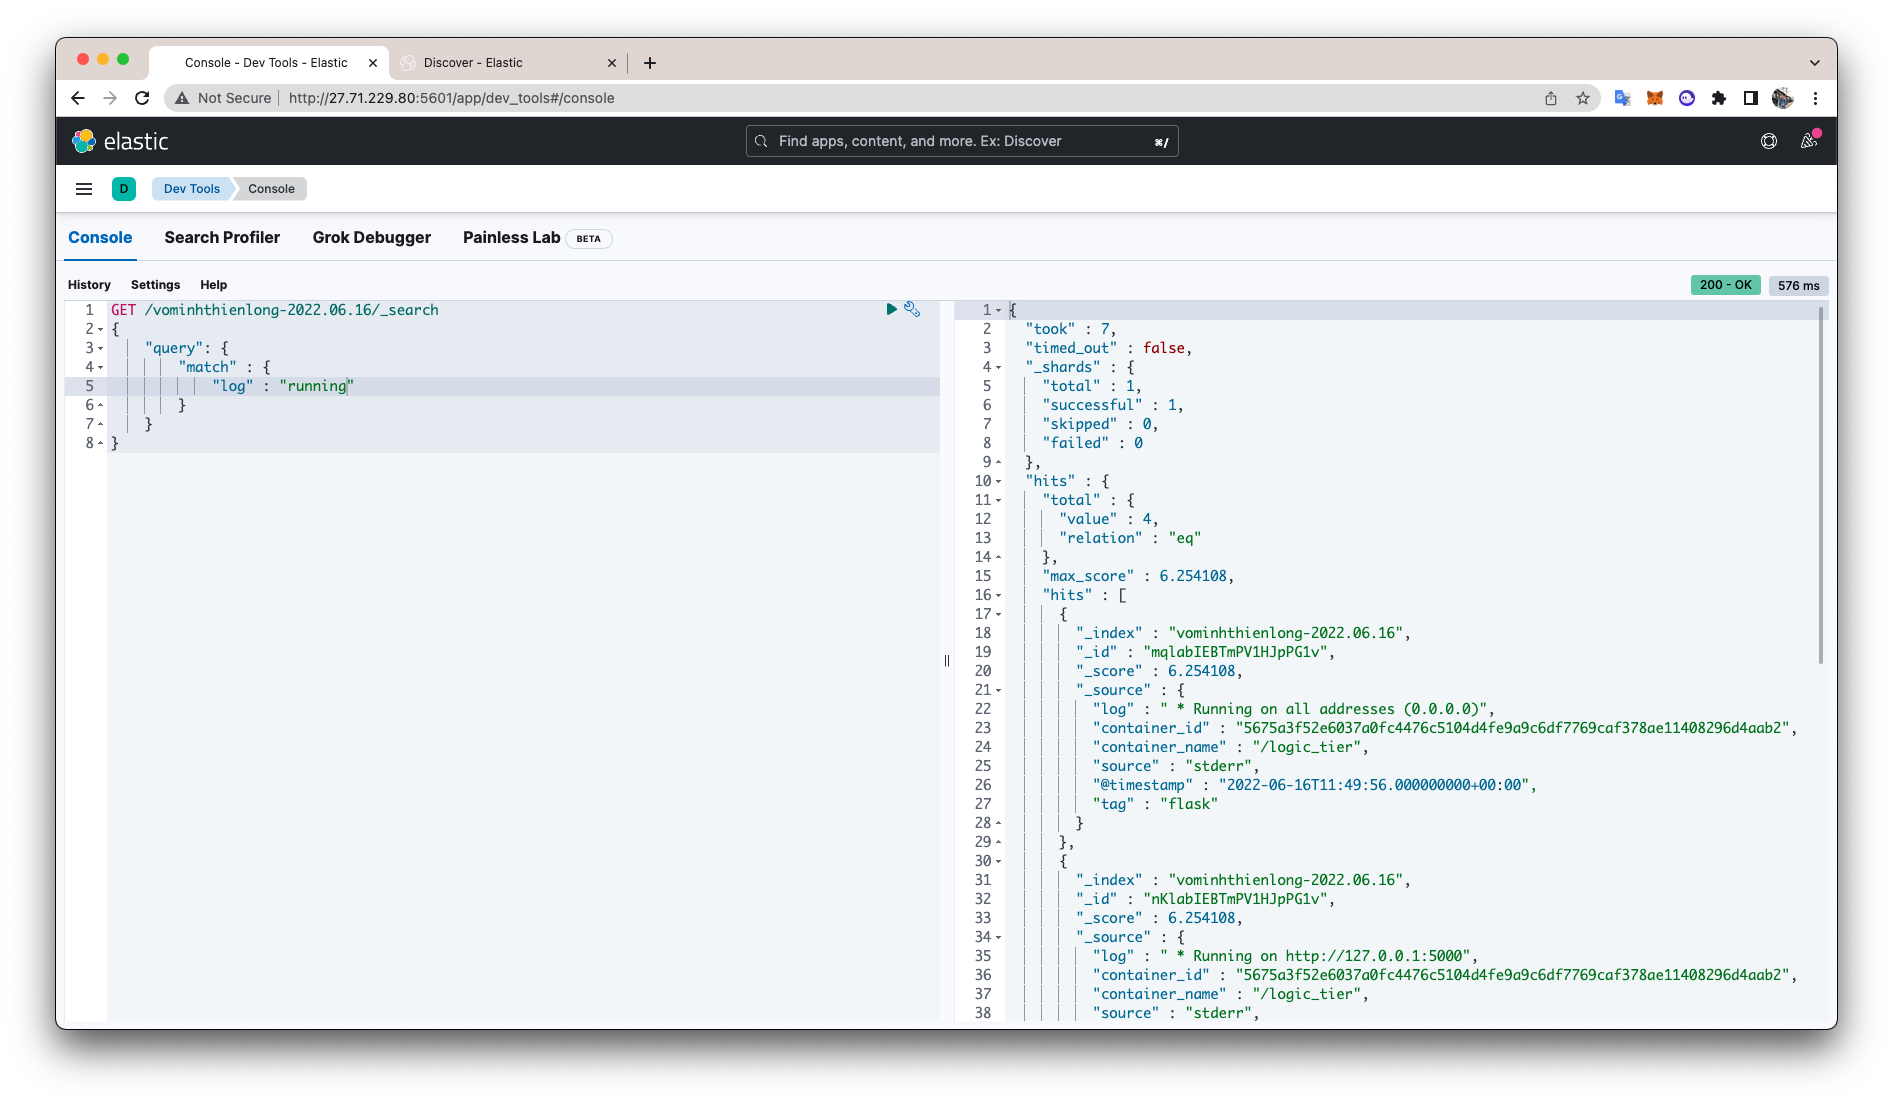 Console - Dev Tools - Elastic
Discover - Elastic
Not Secure http://27.71.229.80:5601/app/dev_tools#/console
elastic
Find apps, content, and more. Ex: Discover ⌘/
D Dev Tools Console
Console Search Profiler Grok Debugger Painless Lab BETA
History Settings Help
200 - OK 576 ms
1 GET /vominhthienlong-2022.06.16/_search
2 {
3 "query": {
4 "match" : {
5 "log" : "running"
6 }
7 }
8 }
1 {
2 "took" : 7,
3 "timed_out" : false,
4 "_shards" : {
5 "total" : 1,
6 "successful" : 1,
7 "skipped" : 0,
8 "failed" : 0
9 },
10 "hits" : {
11 "total" : {
12 "value" : 4,
13 "relation" : "eq"
14 },
15 "max_score" : 6.254108,
16 "hits" : [
17 {
18 "_index" : "vominhthienlong-2022.06.16",
19 "_id" : "mqlabIEBTmPV1HJpPG1v",
20 "_score" : 6.254108,
21 "_source" : {
22 "log" : " * Running on all addresses (0.0.0.0)",
23 "container_id" : "5675a3f52e6037a0fc4476c5104d4fe9a9c6df7769caf378ae11408296d4aab2",
24 "container_name" : "/logic_tier",
25 "source" : "stderr",
26 "@timestamp" : "2022-06-16T11:49:56.000000000+00:00",
27 "tag" : "flask"
28 }
29 },
30 {
31 "_index" : "vominhthienlong-2022.06.16",
32 "_id" : "nKlabIEBTmPV1HJpPG1v",
33 "_score" : 6.254108,
34 "_source" : {
35 "log" : " * Running on http://127.0.0.1:5000",
36 "container_id" : "5675a3f52e6037a0fc4476c5104d4fe9a9c6df7769caf378ae11408296d4aab2",
37 "container_name" : "/logic_tier",
38 "source" : "stderr",